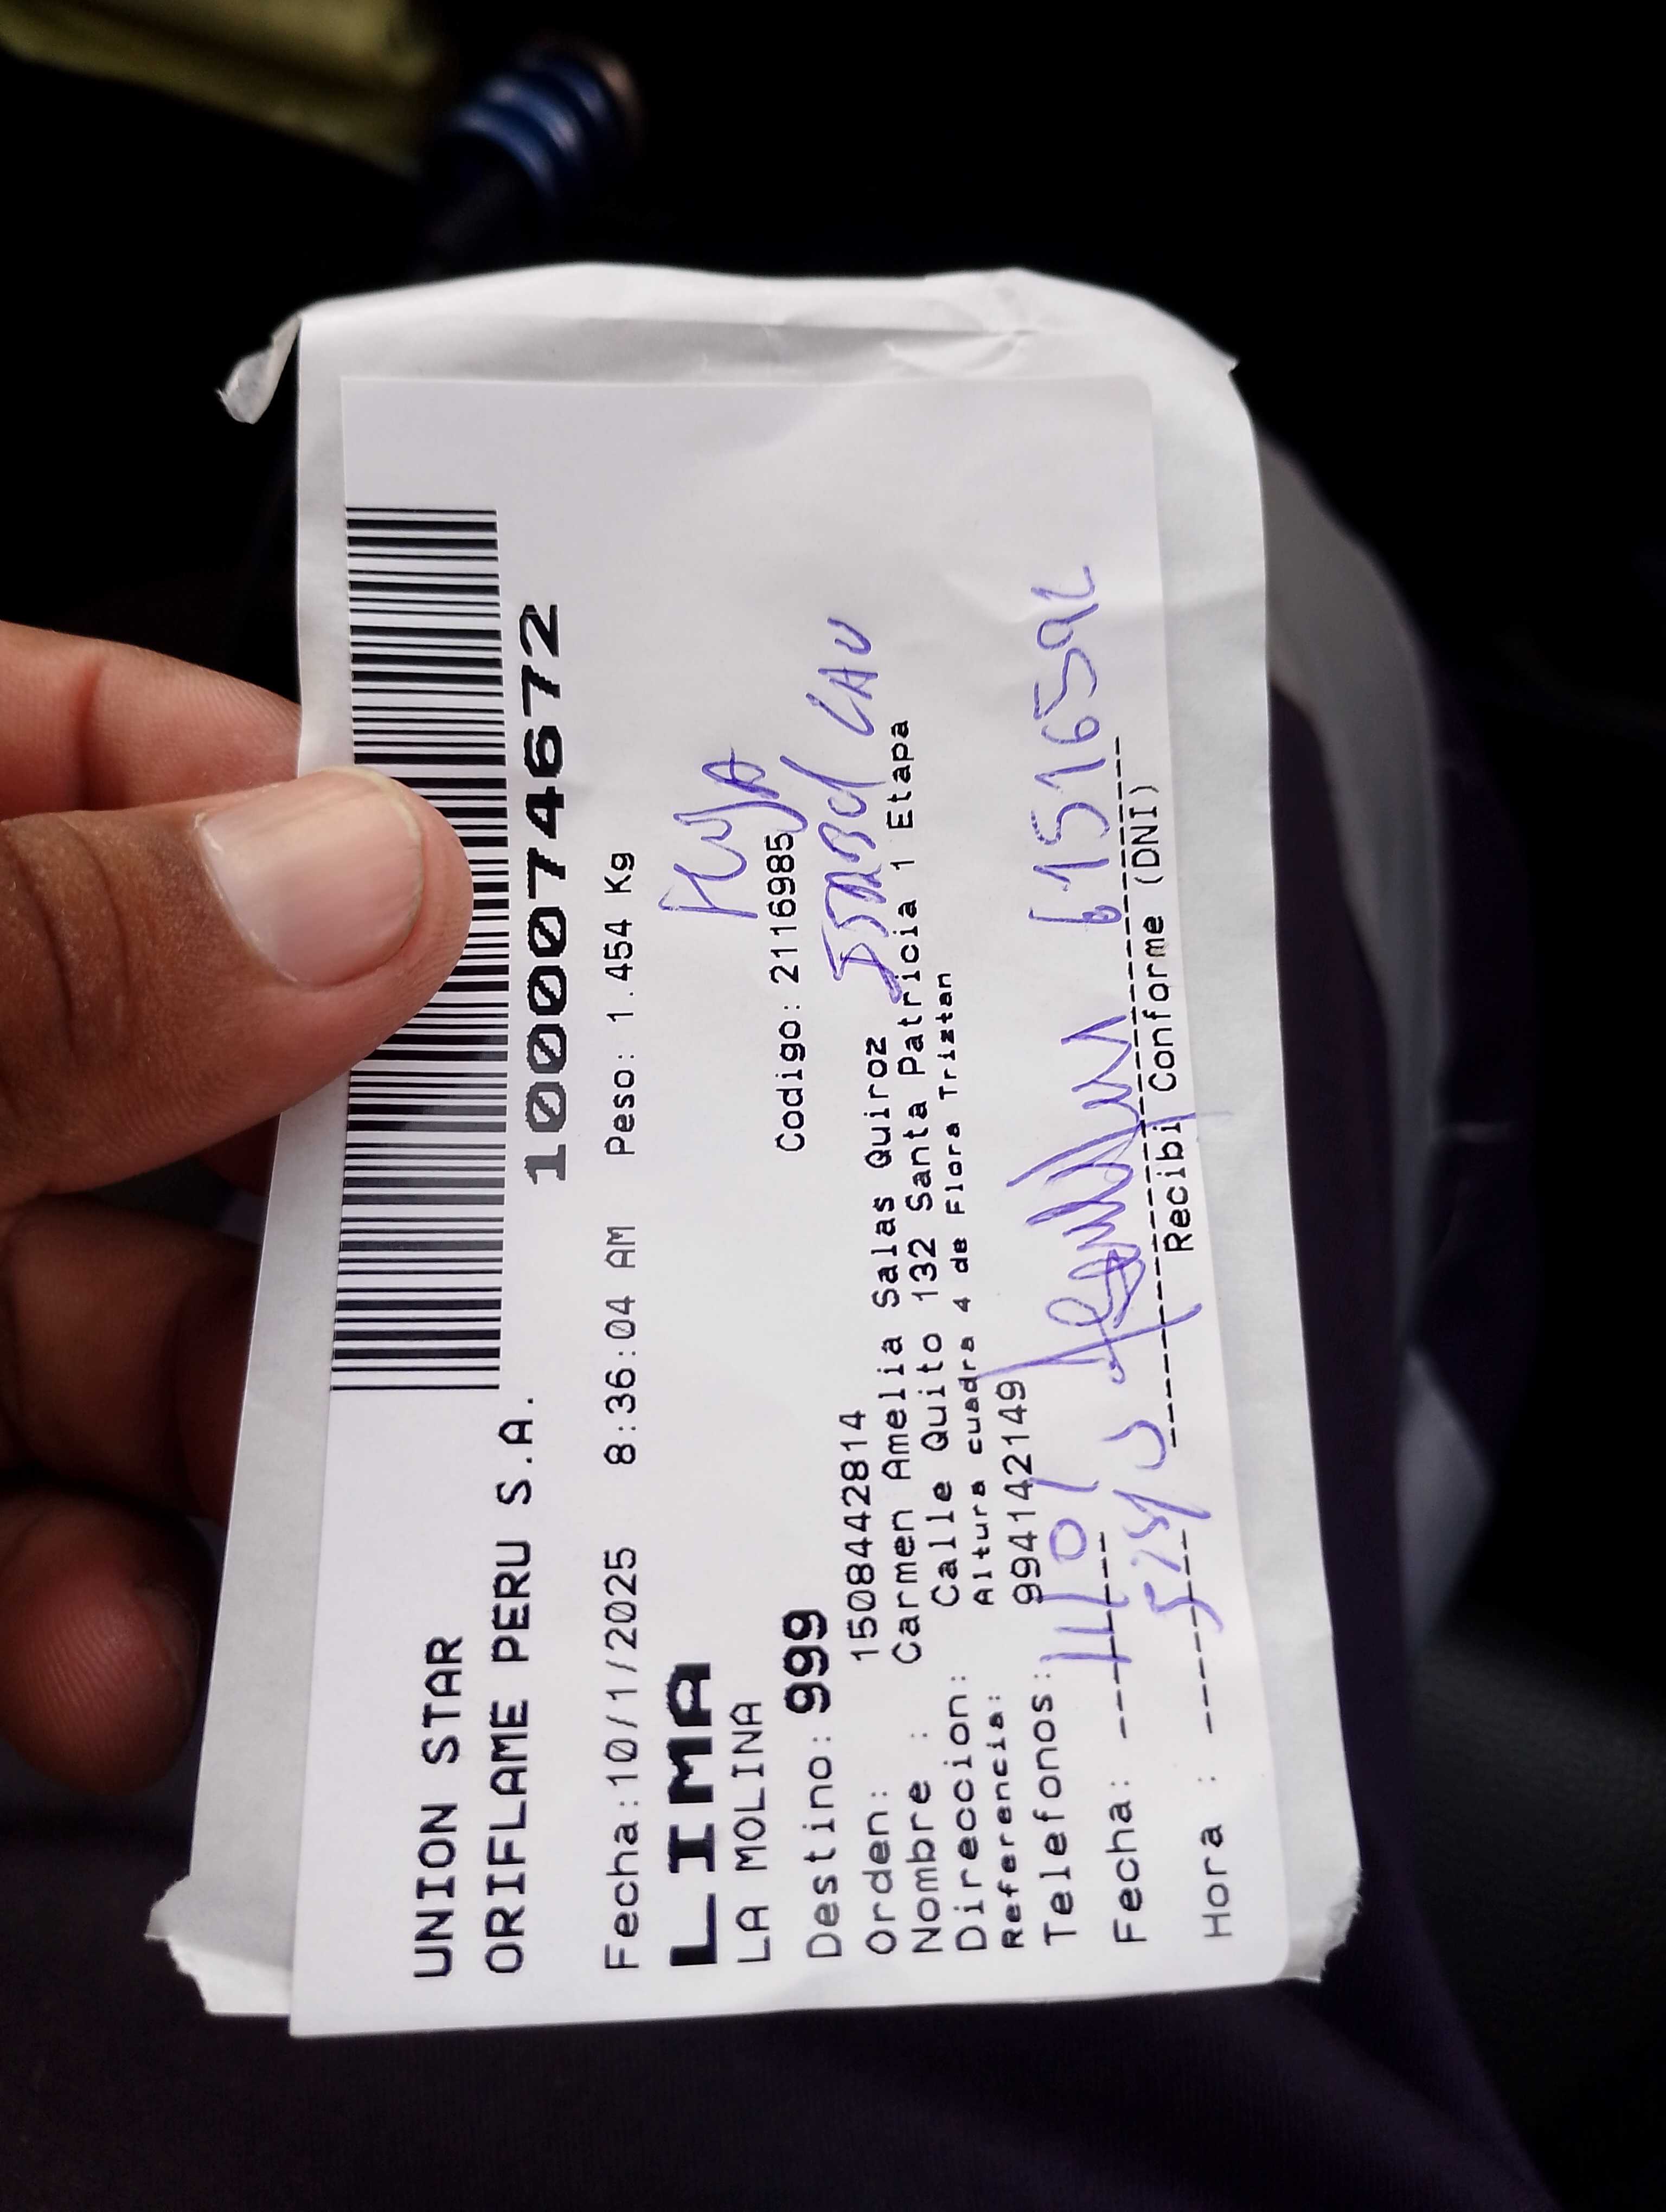 UNION STAR
ORIFLAME PERU S.A.
1000074672
Fecha:10/1/2025 8:36:04 AM Peso: 1.454 Kg
LIMA
LA MOLINA
Codigo: 2116985
Destino: 999
Orden: 1508442814
Nombre : Carmen Amelia Salas Quiroz
Direccion: Calle Quito 132 Santa Patricia 1 Etapa
Referencia: Altura cuadra 4 de Flora Tristan
Telefonos: 994142149
Fecha:
Hora :
Recibi Conforme (DNI)